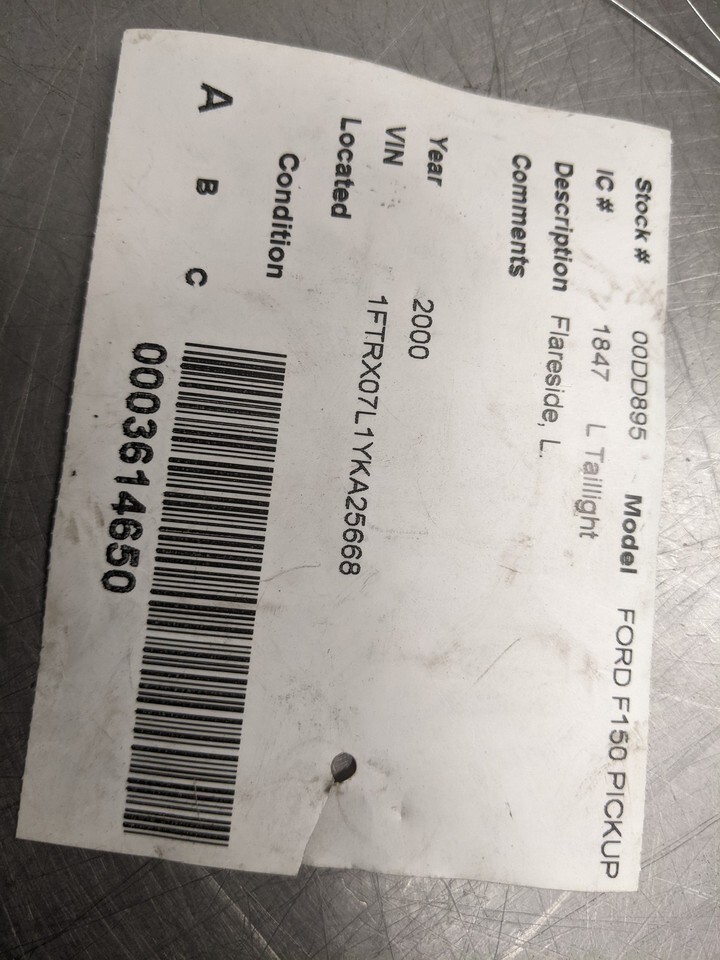 Stock # 00DD895 Model FORD F150 PICKUP
IC # 1847 L Taillight
Description Flareside, L.
Comments
Year 2000
VIN 1FTRX07L1YKA25668
Located
Condition
A B C
0003614650